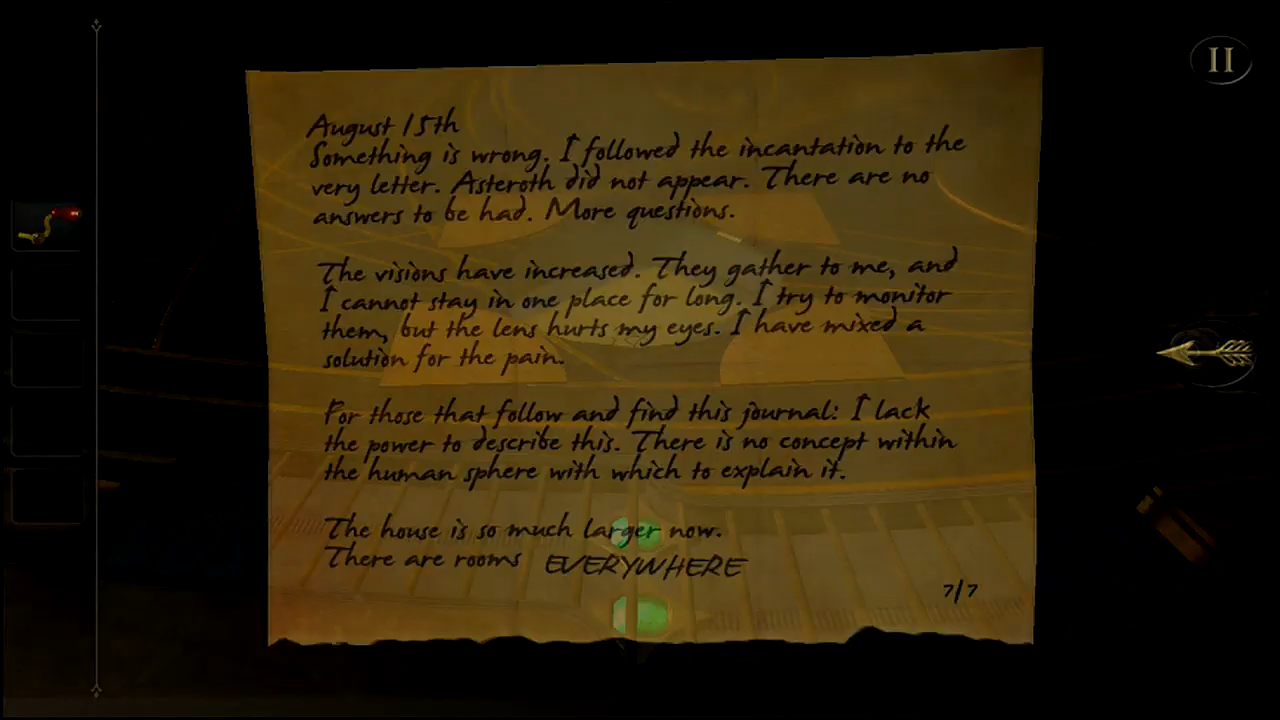 II
August 15th
Something is wrong. I followed the incantation to the
very letter. Asteroth did not appear. There are no
answers to be had. More questions.
The visions have increased. They gather to me, and
I cannot stay in one place for long. I try to monitor
them, but the lens hurts my eyes. I have mixed a
solution for the pain.
For those that follow and find this journal: I lack
the power to describe this. There is no concept within
the human sphere with which to explain it.
The house is so much larger now.
There are rooms EVERYWHERE
7/7